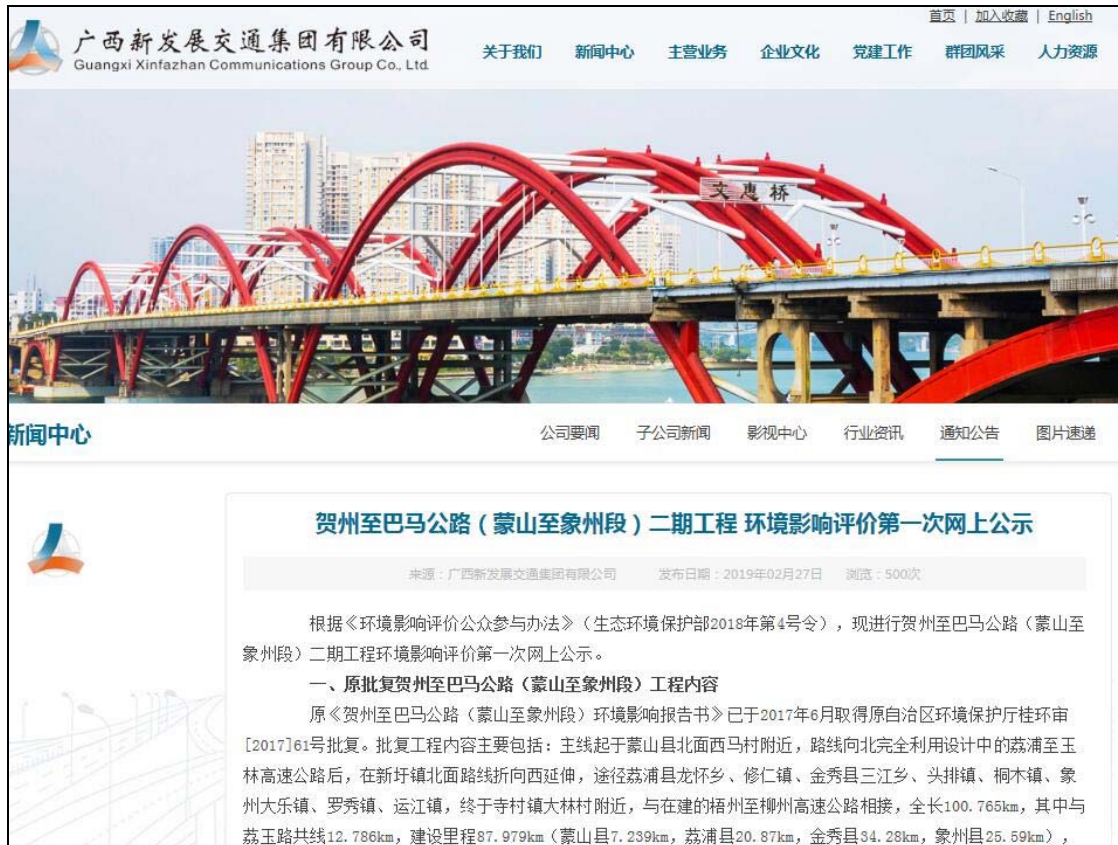 首页 | 加入收藏 | English
广西新发展交通集团有限公司
Guangxi Xinfazhan Communications Group Co., Ltd
关于我们 新闻中心 主营业务 企业文化 党建工作 群团风采 人力资源
文惠桥
新闻中心
公司要闻 子公司新闻 影视中心 行业资讯 通知公告 图片速递
贺州至巴马公路（蒙山至象州段）二期工程 环境影响评价第一次网上公示
来源：广西新发展交通集团有限公司 发布日期：2019年02月27日 浏览：500次
根据《环境影响评价公众参与办法》（生态环境保护部2018年第4号令），现进行贺州至巴马公路（蒙山至
象州段）二期工程环境影响评价第一次网上公示。
一、原批复贺州至巴马公路（蒙山至象州段）工程内容
原《贺州至巴马公路（蒙山至象州段）环境影响报告书》已于2017年6月取得原自治区环境保护厅桂环审
[2017]61号批复。批复工程内容主要包括：主线起于蒙山县北面西马村附近，路线向北完全利用设计中的荔浦至玉
林高速公路后，在新圩镇北面路线折向西延伸，途径荔浦县龙怀乡、修仁镇、金秀县三江乡、头排镇、桐木镇、象
州大乐镇、罗秀镇、运江镇，终于寺村镇大林村附近，与在建的梧州至柳州高速公路相接，全长100.765km，其中与
荔玉路共线12.786km，建设里程87.979km（蒙山县7.239km，荔浦县20.87km，金秀县34.28km，象州县25.59km），